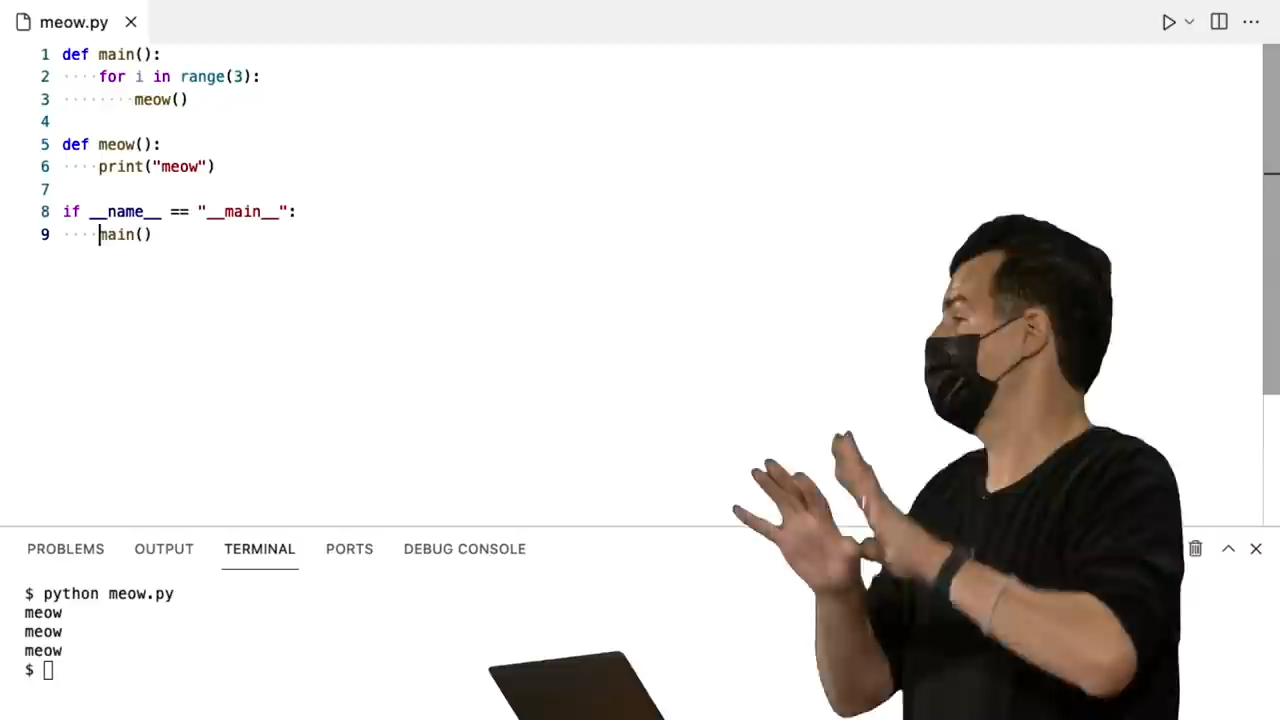 meow.py
1 def main():
2 ····for i in range(3):
3 ········meow()
4
5 def meow():
6 ····print("meow")
7
8 if __name__ == "__main__":
9 ····main()
PROBLEMS OUTPUT TERMINAL PORTS DEBUG CONSOLE
$ python meow.py
meow
meow
meow
$